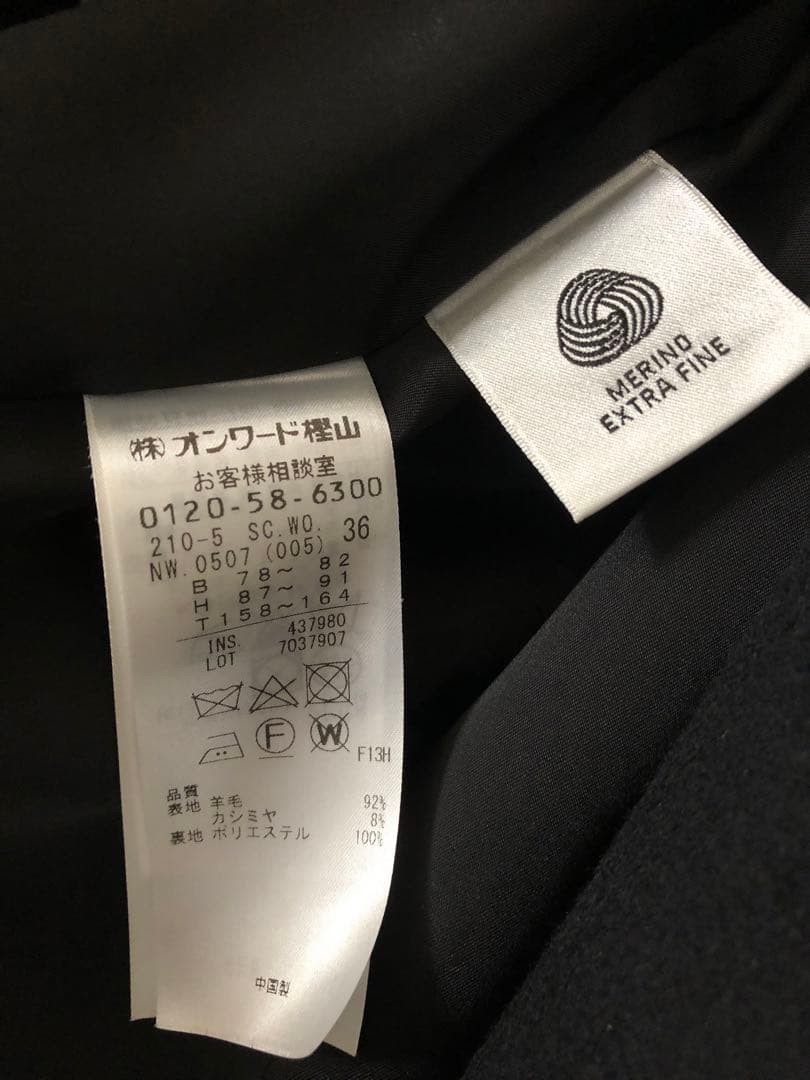 ㈱オンワード樫山
お客様相談室
0120-58-6300
210-5 SC.WO. 36
NW.0507 (005)
B 78～ 82
H 87～ 91
T158～164
INS. 437980
LOT 7037907
F
W
F13H
品質
表地 羊毛 92%
カシミヤ 8%
裏地 ポリエステル 100%
中国製
MERINO
EXTRA FINE